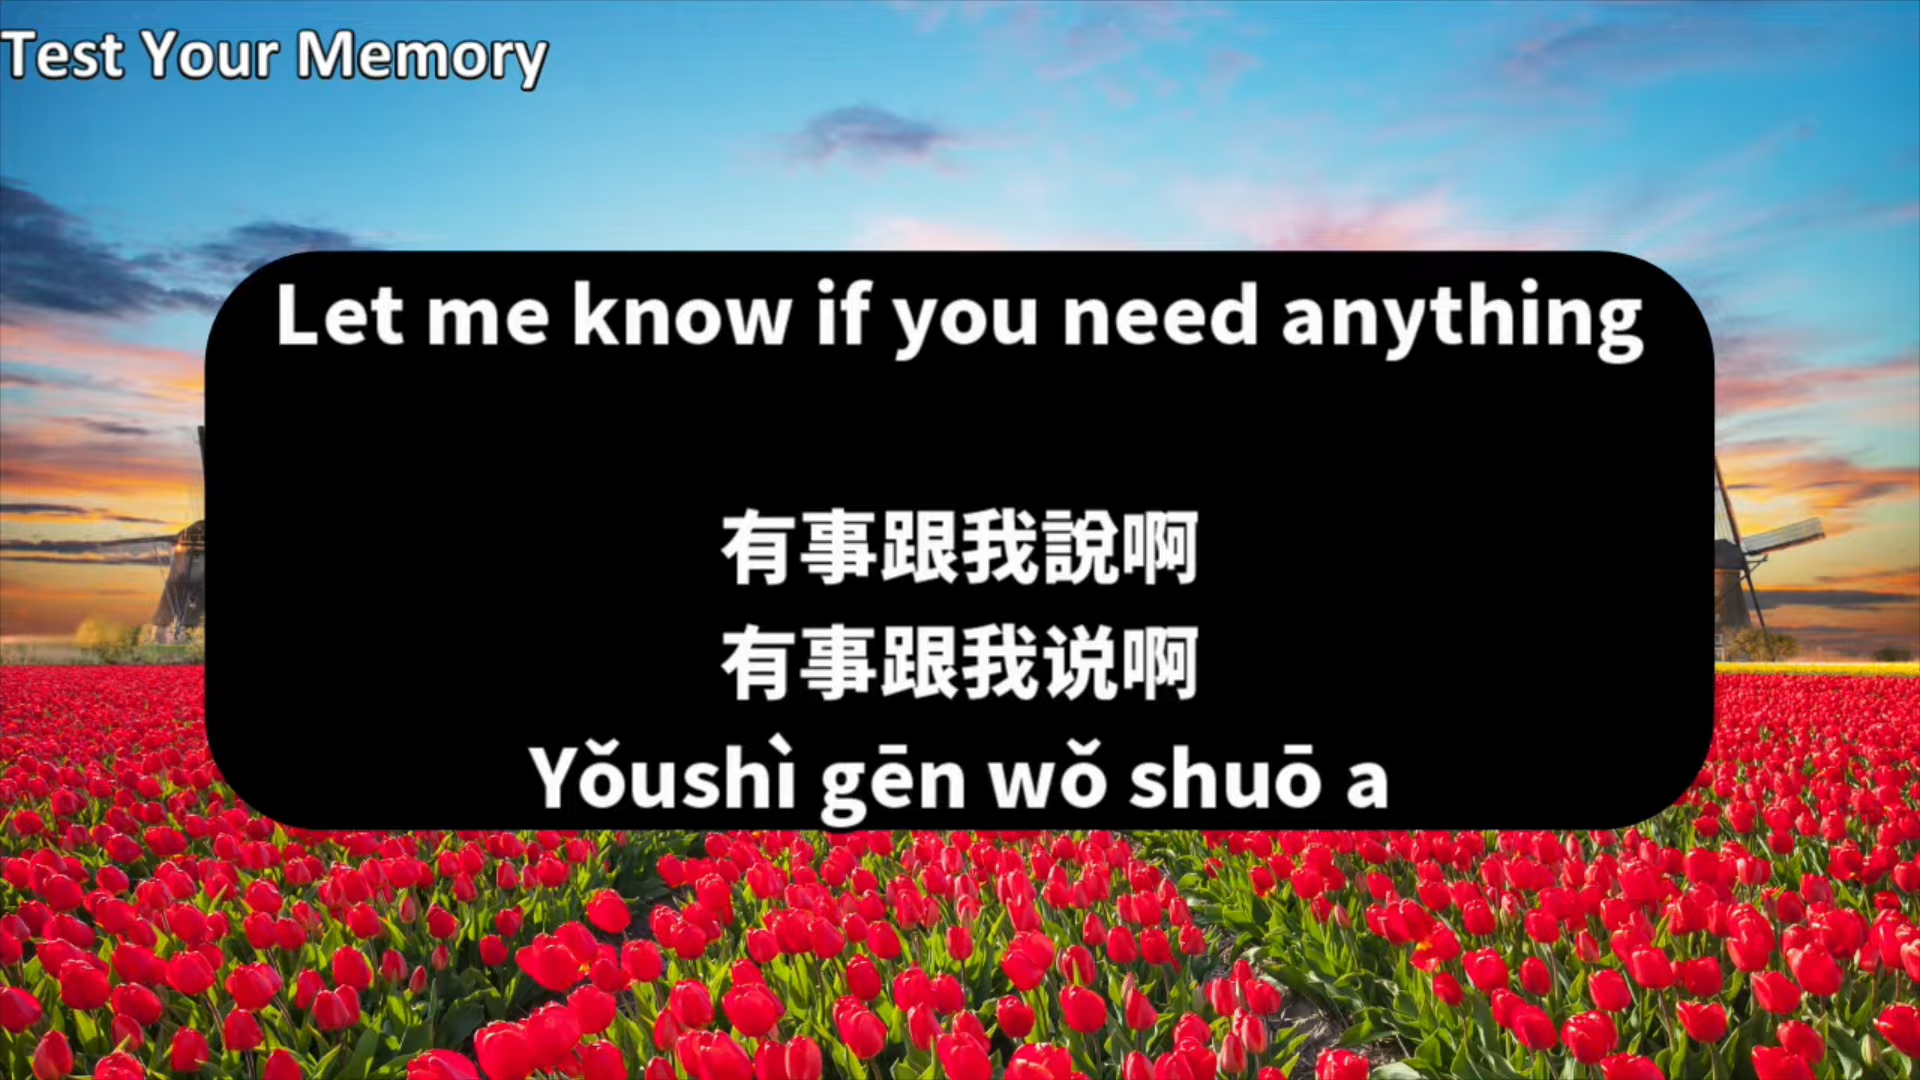 Test Your Memory
Let me know if you need anything
有事跟我說啊
有事跟我说啊
Yǒushì gēn wǒ shuō a